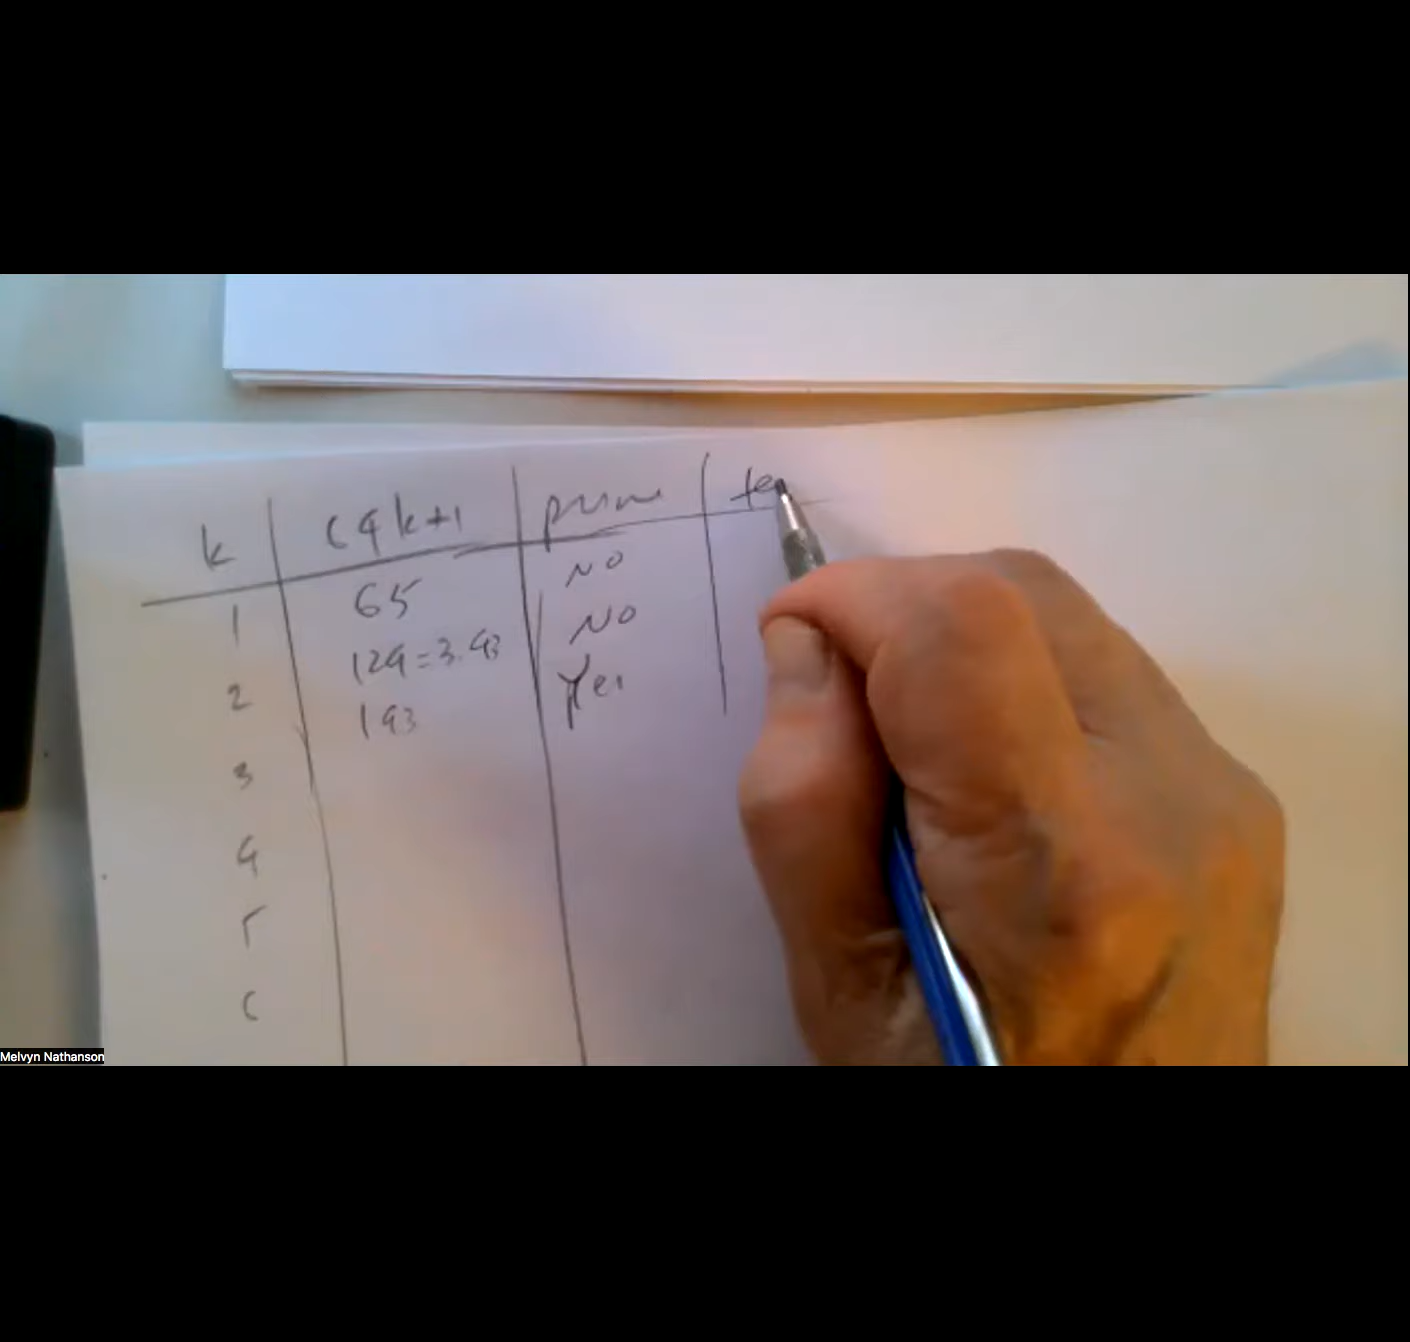 k 64k+1 prime te
1 65 NO
2 129=3.43 NO
3 193 Yes
4
5
6
Melvyn Nathanson